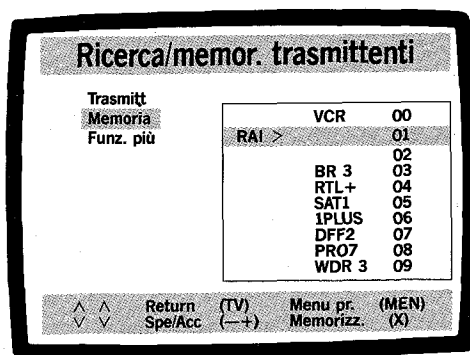 Ricerca/memor. trasmittenti
Trasmitt
Memoria
Funz. più
VCR 00
RAI > 01
02
BR 3 03
RTL+ 04
SAT1 05
1PLUS 06
DFF2 07
PRO7 08
WDR 3 09
∧ ∧ Return (TV) Menu pr. (MEN)
∨ ∨ Spe/Acc (—+) Memorizz. (X)